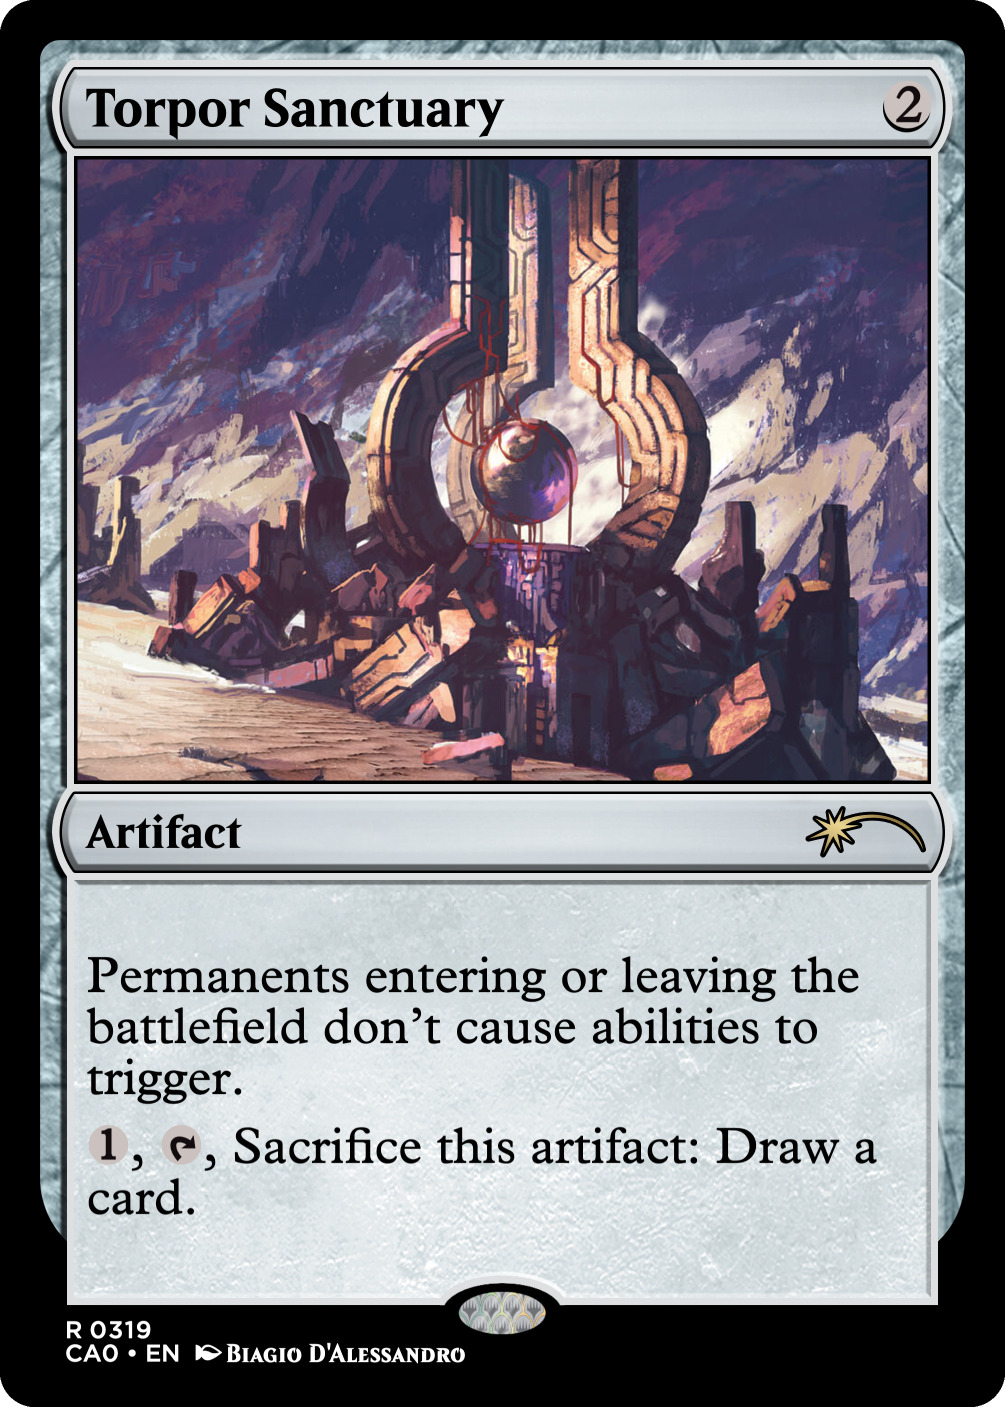 Torpor Sanctuary 2
Artifact
Permanents entering or leaving the
battlefield don't cause abilities to
trigger.
1, , Sacrifice this artifact: Draw a
card.
R 0319
CAO • EN BIAGIO D'ALESSANDRO